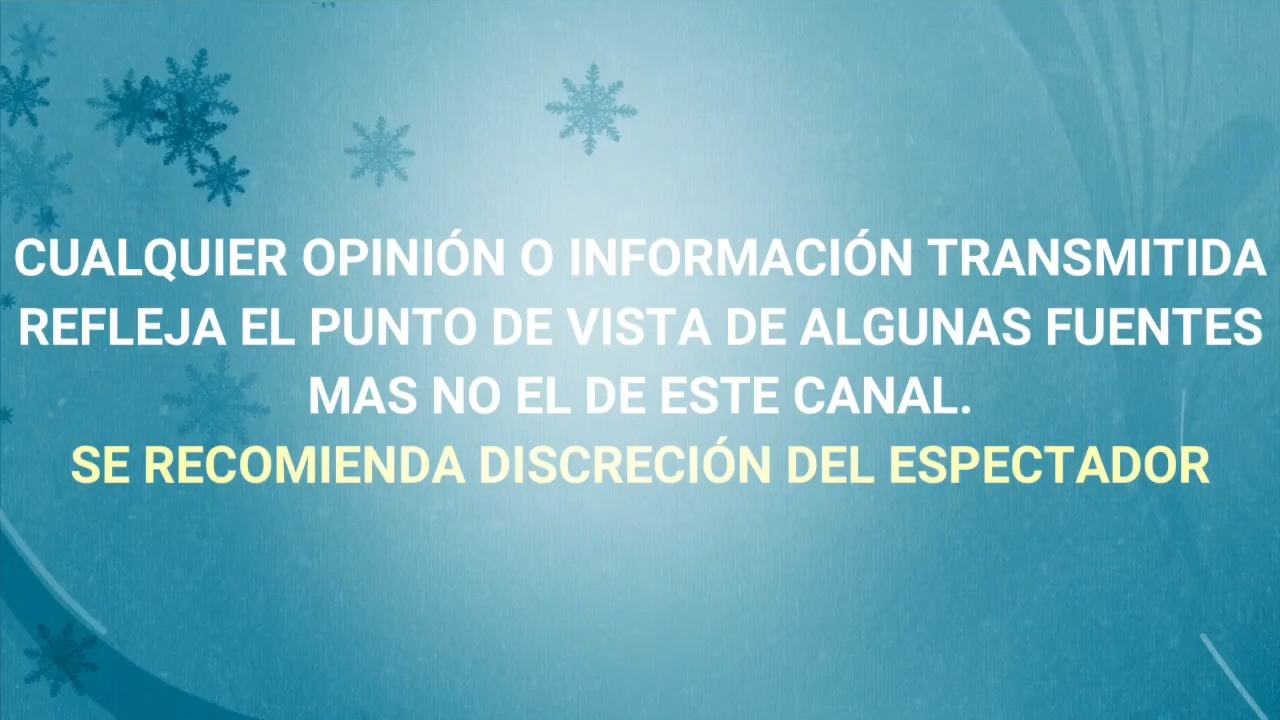 CUALQUIER OPINIÓN O INFORMACIÓN TRANSMITIDA
REFLEJA EL PUNTO DE VISTA DE ALGUNAS FUENTES
MAS NO EL DE ESTE CANAL.
SE RECOMIENDA DISCRECIÓN DEL ESPECTADOR